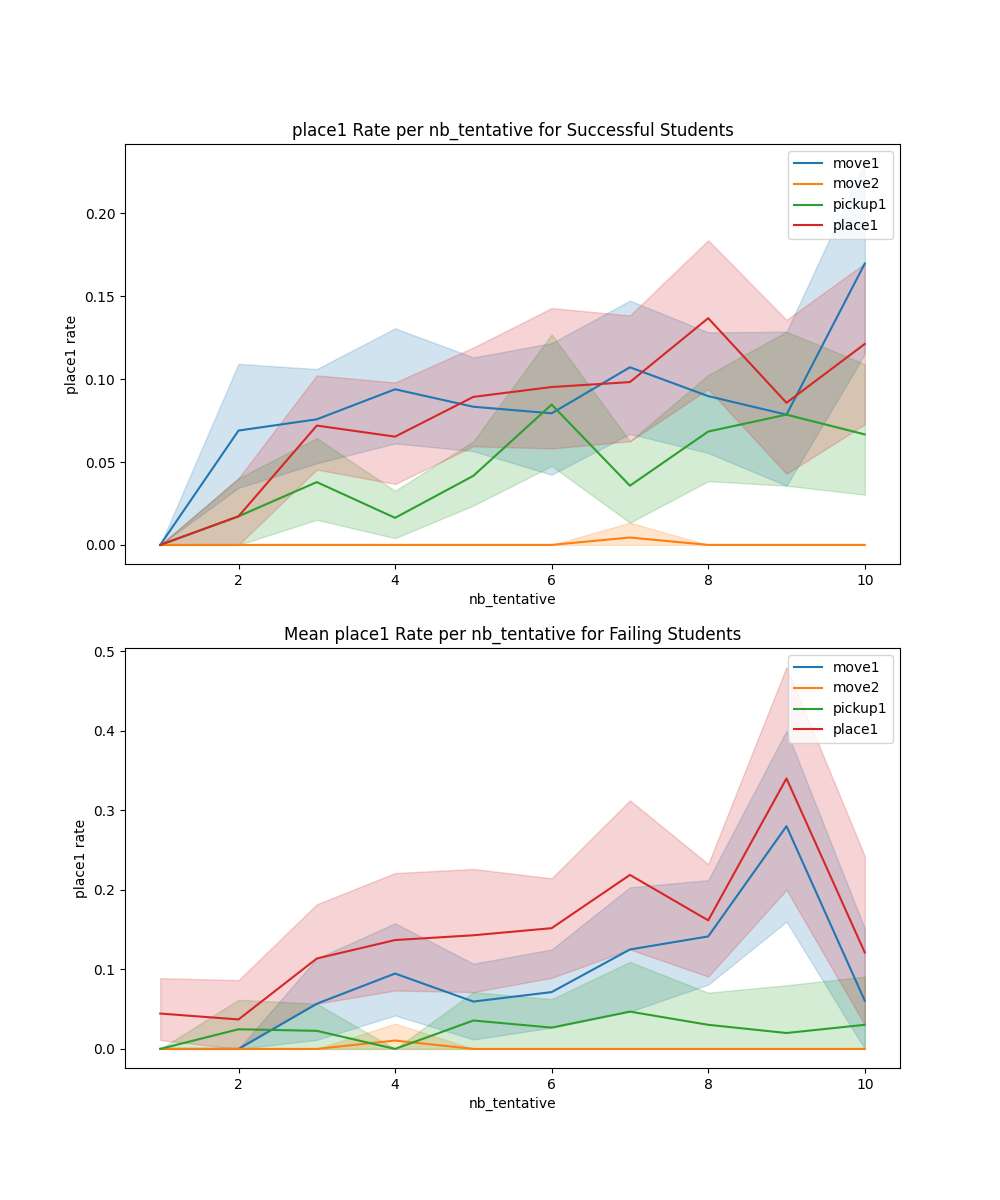 place1 Rate per nb_tentative for Successful Students
move1
move2
pickup1
place1
place1 rate
0.20
0.15
0.10
0.05
0.00
2 4 6 8 10
nb_tentative
Mean place1 Rate per nb_tentative for Failing Students
move1
move2
pickup1
place1
place1 rate
0.5
0.4
0.3
0.2
0.1
0.0
2 4 6 8 10
nb_tentative